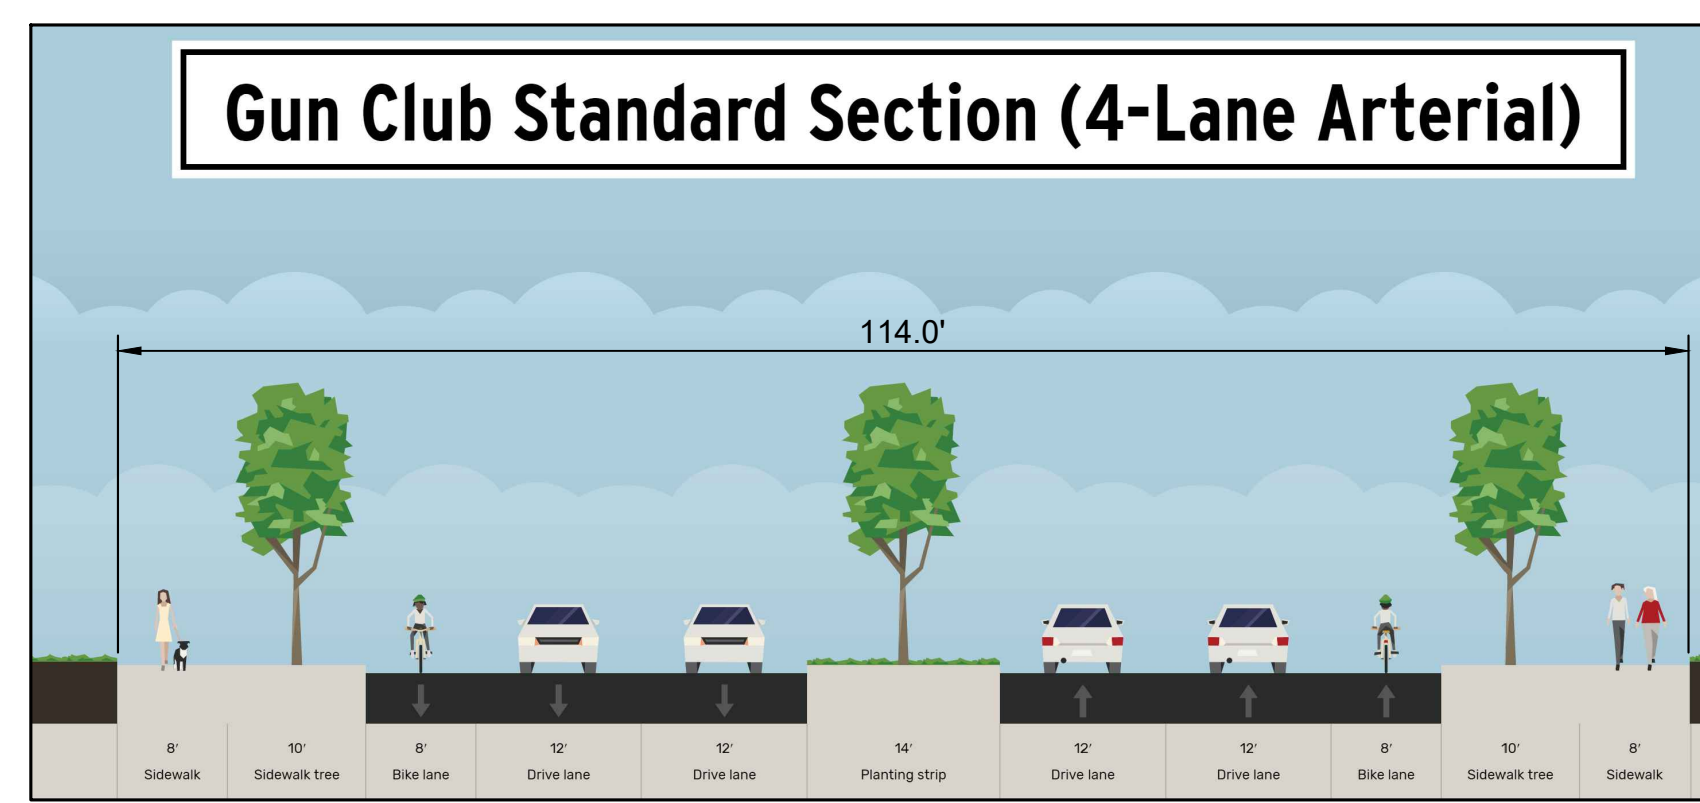 Gun Club Standard Section (4-Lane Arterial)
114.0'
8' 10' 8' 12' 12' 14' 12' 12' 8' 10' 8'
Sidewalk Sidewalk tree Bike lane Drive lane Drive lane Planting strip Drive lane Drive lane Bike lane Sidewalk tree Sidewalk